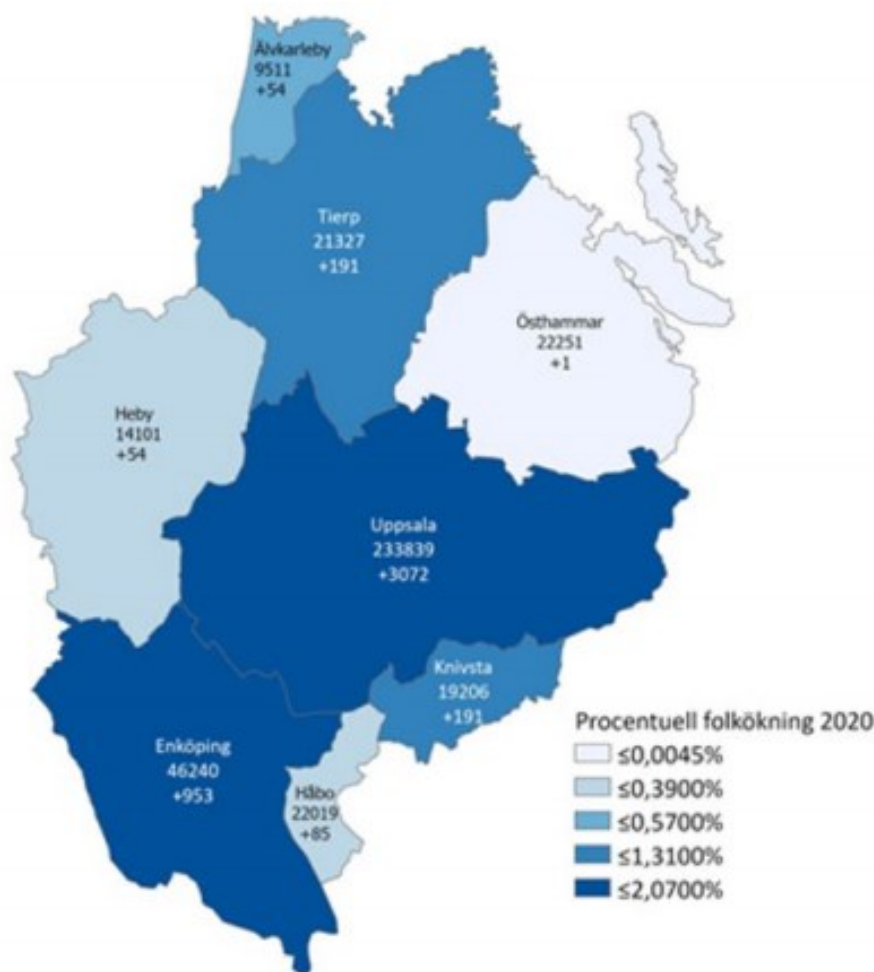 Älvkarleby
9511
+54
Tierp
21327
+191
Östhammar
22251
+1
Heby
14101
+54
Uppsala
233839
+3072
Knivsta
19206
+191
Enköping
46240
+953
Håbo
22019
+85
Procentuell folkökning 2020
≤0,0045%
≤0,3900%
≤0,5700%
≤1,3100%
≤2,0700%